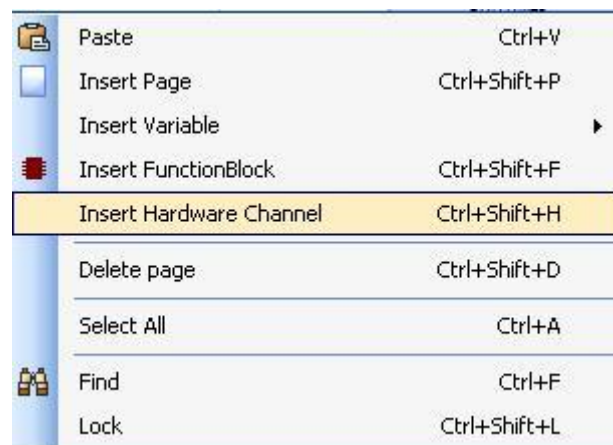 Paste Ctrl+V
Insert Page Ctrl+Shift+P
Insert Variable
Insert FunctionBlock Ctrl+Shift+F
Insert Hardware Channel Ctrl+Shift+H
Delete page Ctrl+Shift+D
Select All Ctrl+A
Find Ctrl+F
Lock Ctrl+Shift+L